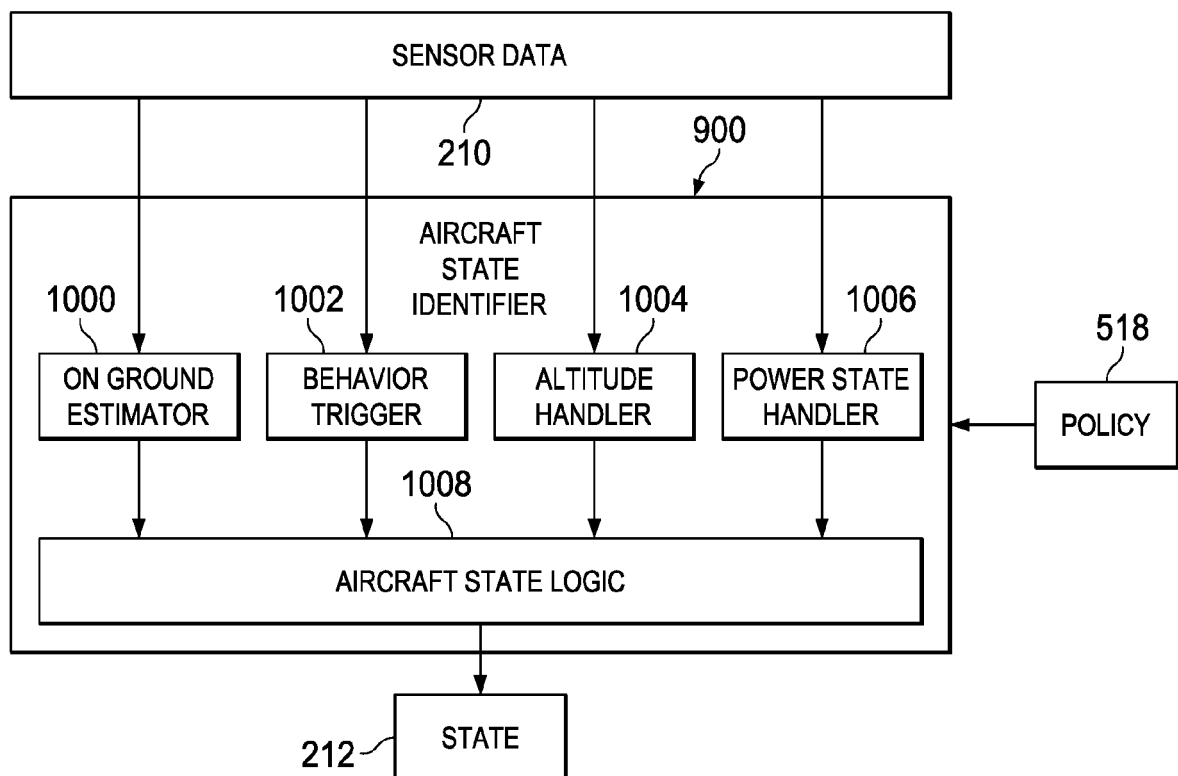 SENSOR DATA
210
900
AIRCRAFT
STATE
IDENTIFIER
1000
1002
1004
1006
518
ON GROUND
ESTIMATOR
BEHAVIOR
TRIGGER
ALTITUDE
HANDLER
POWER STATE
HANDLER
POLICY
1008
AIRCRAFT STATE LOGIC
212
STATE